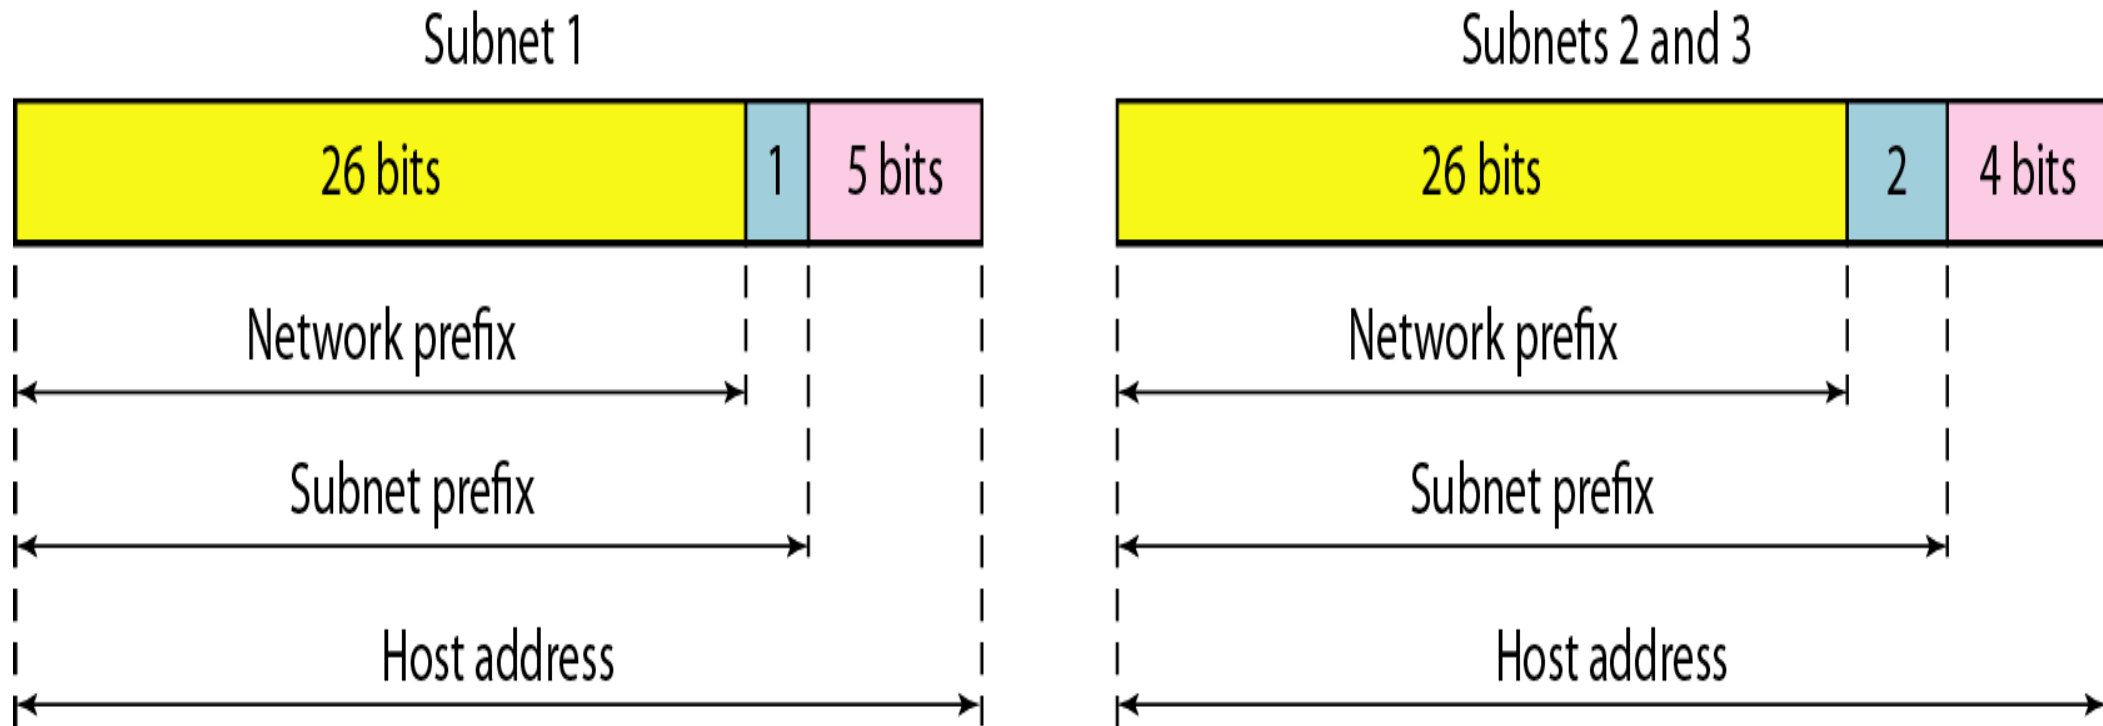 Subnet 1
26 bits
1
5 bits
Network prefix
Subnet prefix
Host address
Subnets 2 and 3
26 bits
2
4 bits
Network prefix
Subnet prefix
Host address